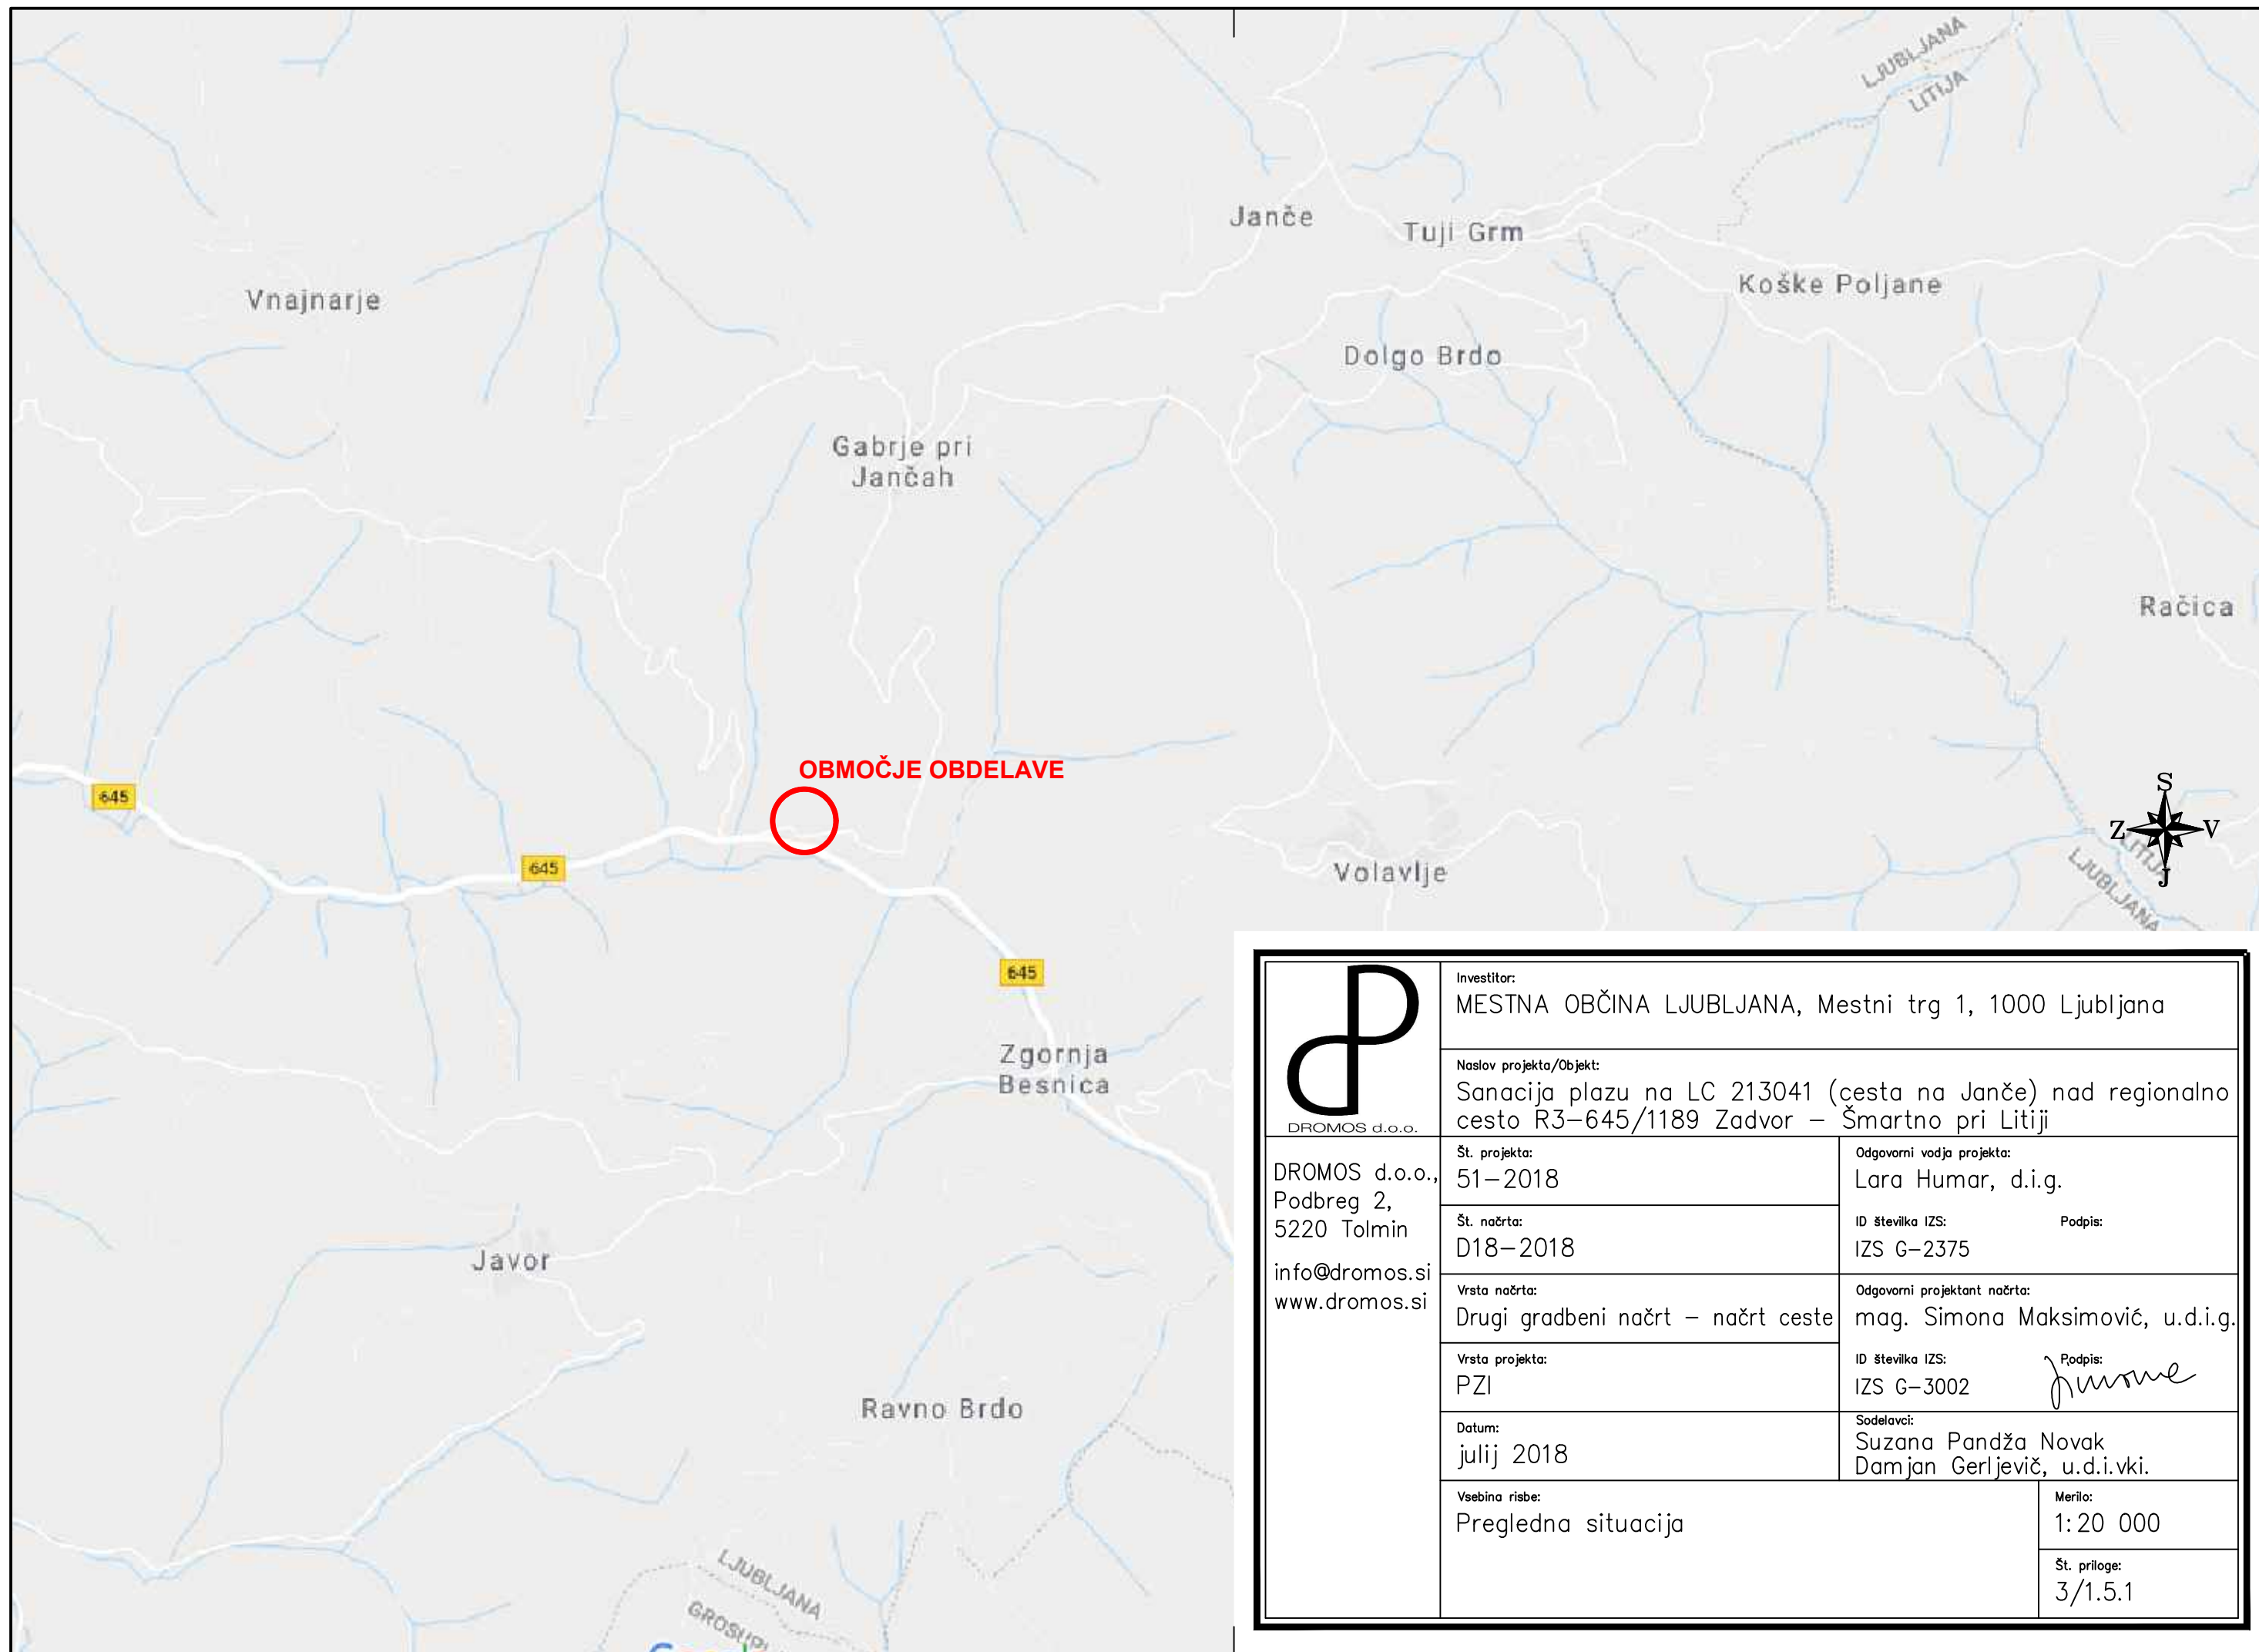 LJUBLJANA
LITIJA
Janče
Tuji Grm
Koške Poljane
Vnajnarje
Dolgo Brdo
Gabrje pri
Jančah
Račica
OBMOČJE OBDELAVE
645
645
645
S
Z
V
J
LITIJA
LJUBLJANA
Volavlje
Zgornja
Besnica
Javor
Ravno Brdo
LJUBLJANA
DROMOS d.o.o.
DROMOS d.o.o.,
Podbreg 2,
5220 Tolmin
info@dromos.si
www.dromos.si
Investitor:
MESTNA OBČINA LJUBLJANA, Mestni trg 1, 1000 Ljubljana
Naslov projekta/Objekt:
Sanacija plazu na LC 213041 (cesta na Janče) nad regionalno
cesto R3-645/1189 Zadvor – Šmartno pri Litiji
Št. projekta:
51-2018
Odgovorni vodja projekta:
Lara Humar, d.i.g.
Št. načrta:
D18-2018
ID številka IZS: Podpis:
IZS G-2375
Vrsta načrta:
Drugi gradbeni načrt – načrt ceste
Odgovorni projektant načrta:
mag. Simona Maksimović, u.d.i.g.
Vrsta projekta:
PZI
ID številka IZS: Podpis:
IZS G-3002
Datum:
julij 2018
Sodelavci:
Suzana Pandža Novak
Damjan Gerljevič, u.d.i.vki.
Vsebina risbe:
Pregledna situacija
Merilo:
1:20 000
Št. priloge:
3/1.5.1